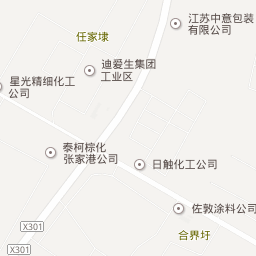 江苏中意包装
有限公司
任家埭
迪爱生集团
工业区
星光精细化工
公司
泰柯棕化
张家港公司
日触化工公司
佐敦涂料公司
X301
合界圩
X301